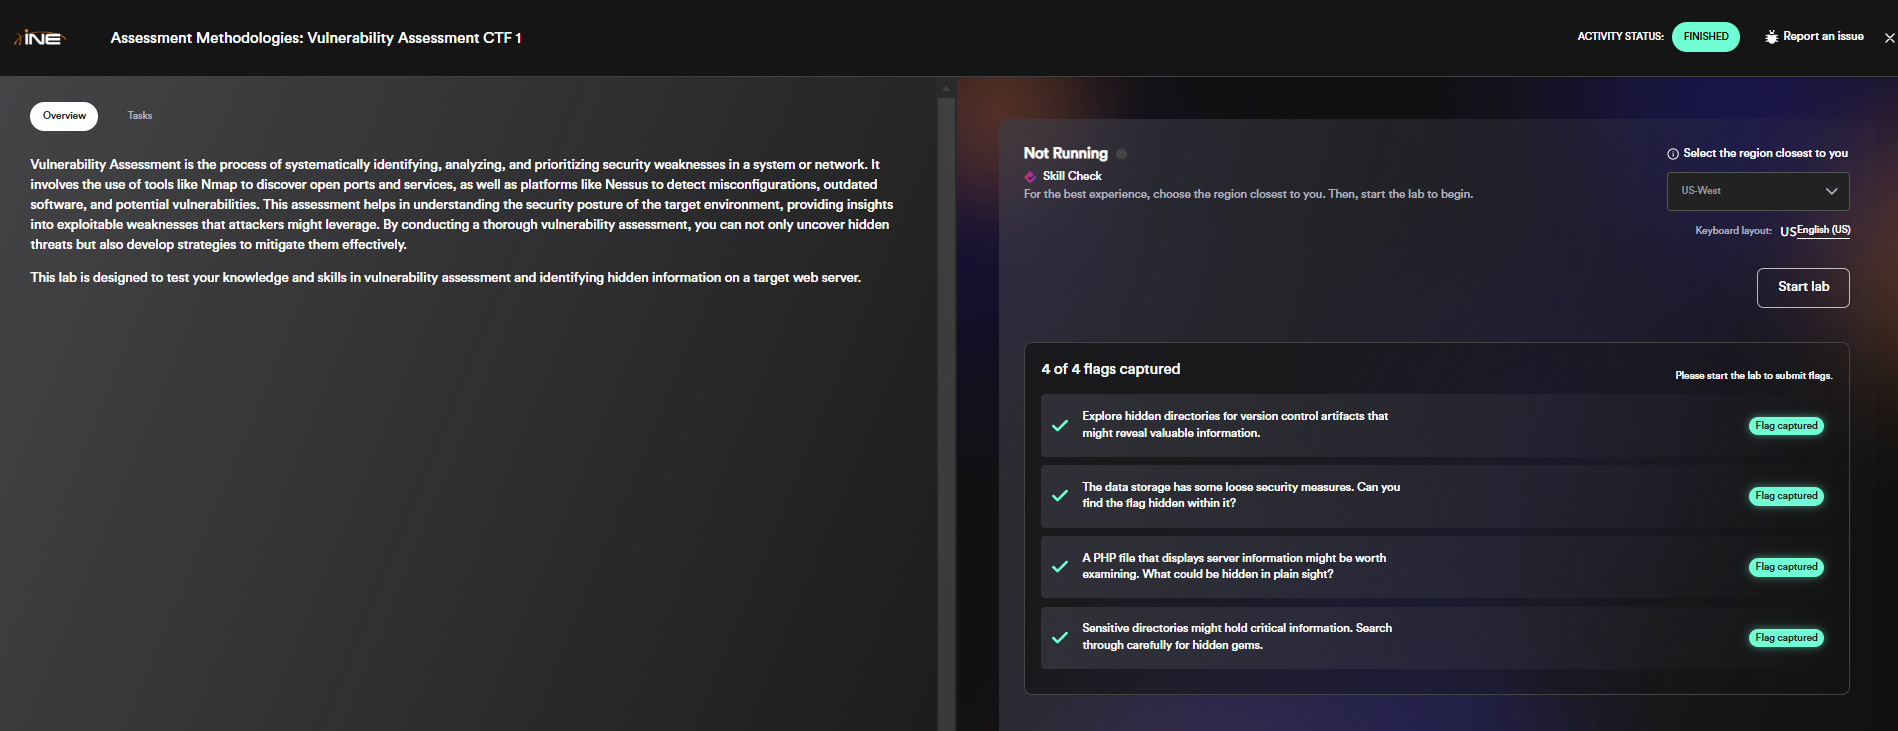 INE
Assessment Methodologies: Vulnerability Assessment CTF 1
ACTIVITY STATUS:
FINISHED
Report an issue
Overview
Tasks
Vulnerability Assessment is the process of systematically identifying, analyzing, and prioritizing security weaknesses in a system or network. It
involves the use of tools like Nmap to discover open ports and services, as well as platforms like Nessus to detect misconfigurations, outdated
software, and potential vulnerabilities. This assessment helps in understanding the security posture of the target environment, providing insights
into exploitable weaknesses that attackers might leverage. By conducting a thorough vulnerability assessment, you can not only uncover hidden
threats but also develop strategies to mitigate them effectively.
This lab is designed to test your knowledge and skills in vulnerability assessment and identifying hidden information on a target web server.
Not Running
Skill Check
For the best experience, choose the region closest to you. Then, start the lab to begin.
Select the region closest to you
US-West
Keyboard layout: US English (US)
Start lab
4 of 4 flags captured
Please start the lab to submit flags.
Explore hidden directories for version control artifacts that
might reveal valuable information.
Flag captured
The data storage has some loose security measures. Can you
find the flag hidden within it?
Flag captured
A PHP file that displays server information might be worth
examining. What could be hidden in plain sight?
Flag captured
Sensitive directories might hold critical information. Search
through carefully for hidden gems.
Flag captured